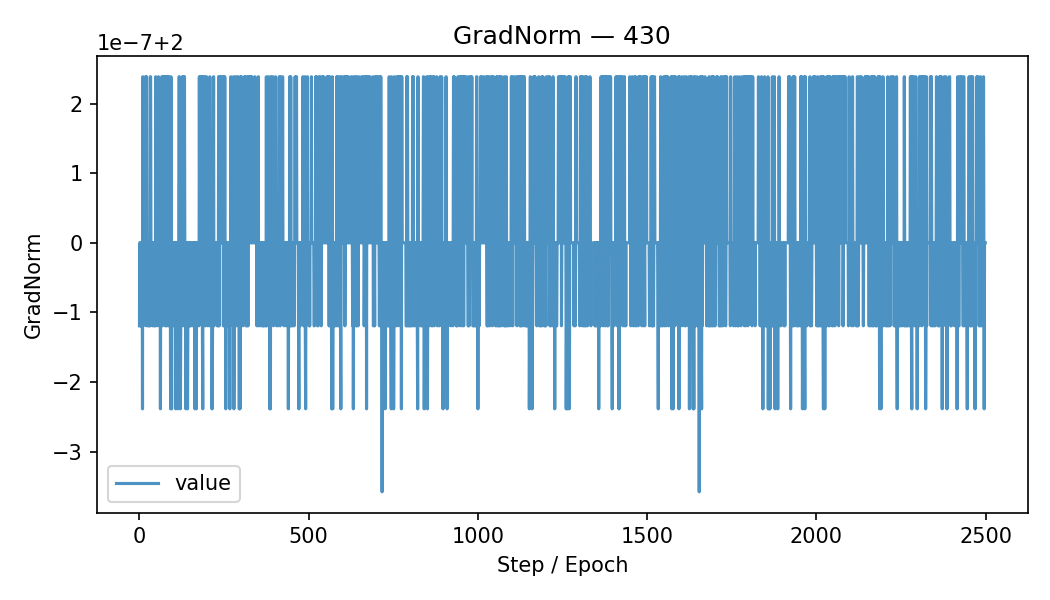 GradNorm — 430
1e−7+2
2
1
0
−1
−2
−3
GradNorm
value
0 500 1000 1500 2000 2500
Step / Epoch